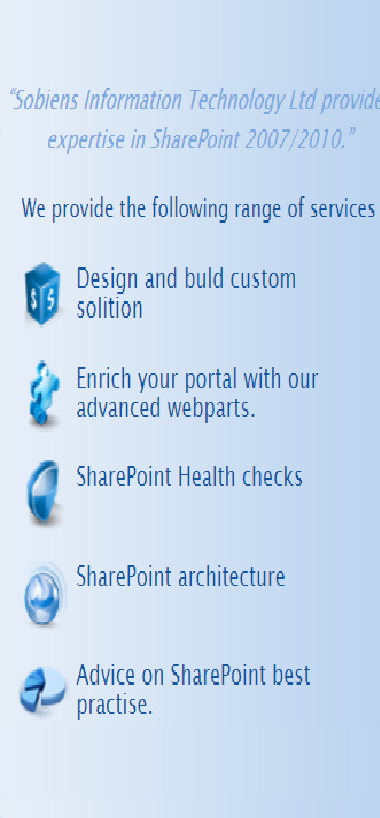 “Sobiens Information Technology Ltd provide
expertise in SharePoint 2007/2010.”
We provide the following range of services
Design and buld custom
solition
Enrich your portal with our
advanced webparts.
SharePoint Health checks
SharePoint architecture
Advice on SharePoint best
practise.